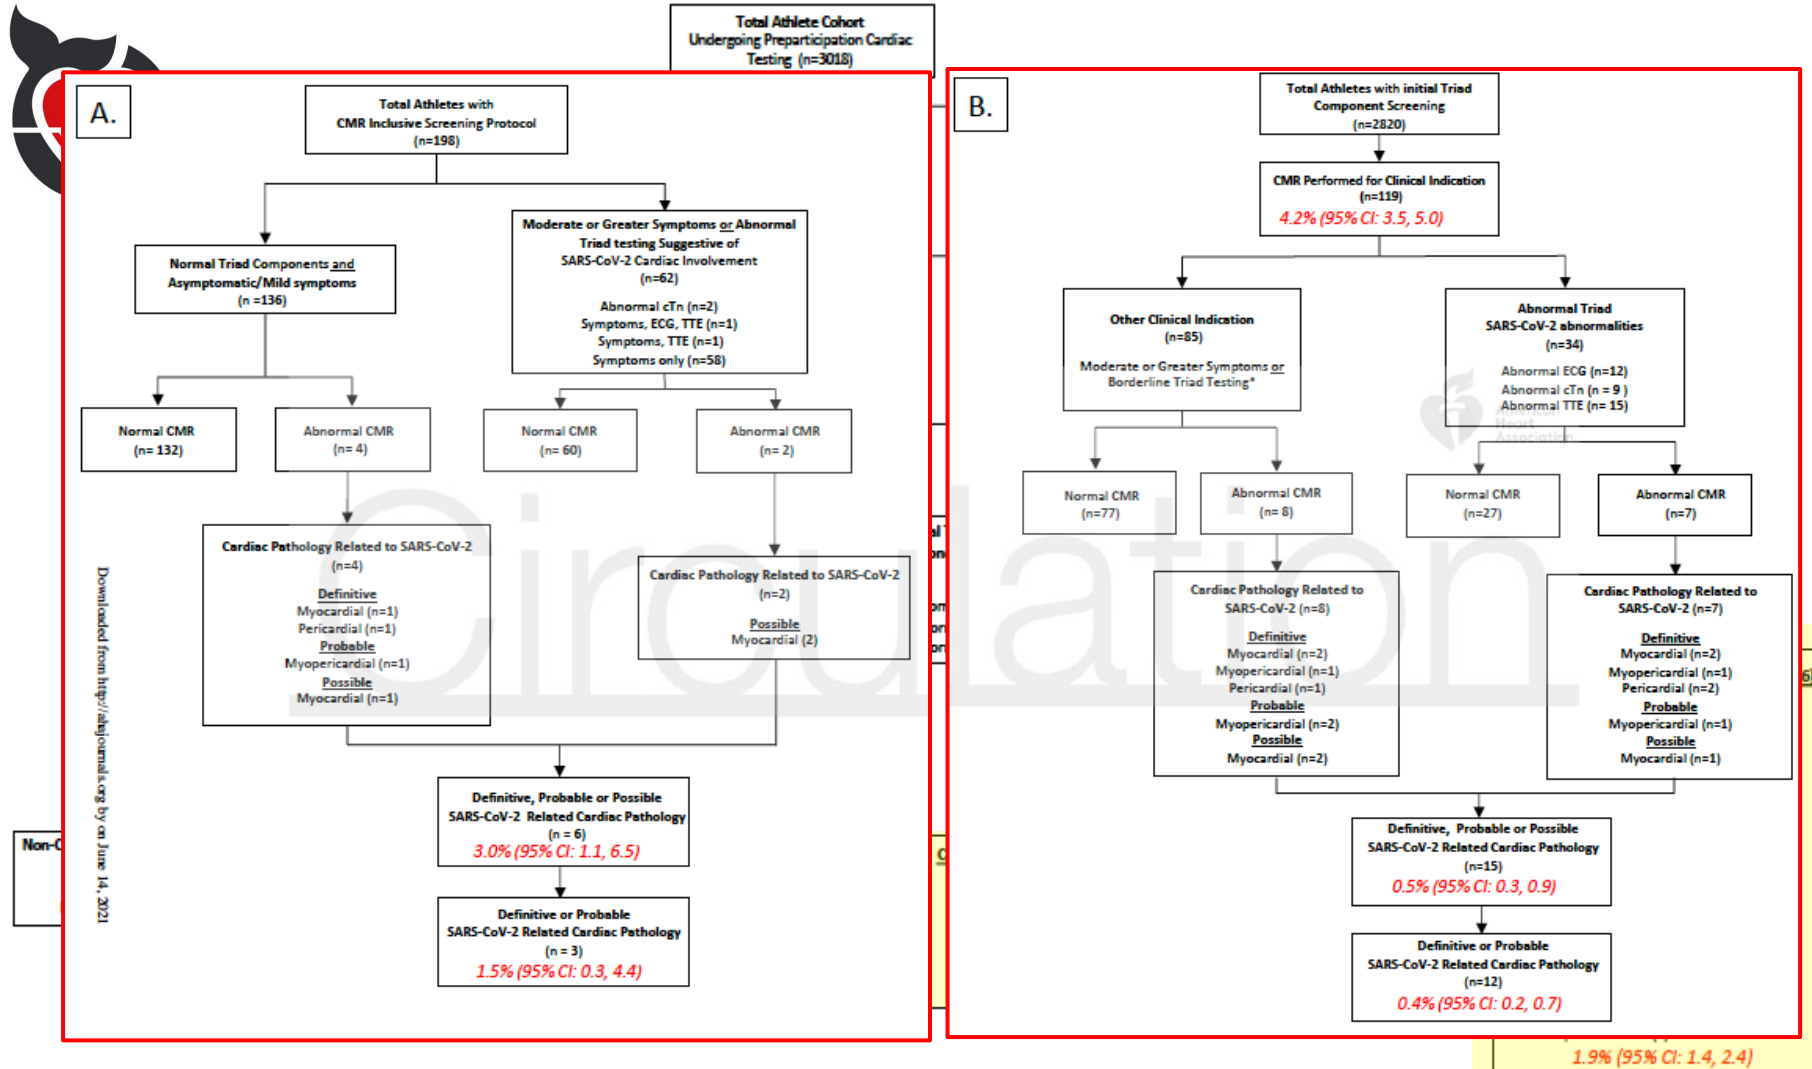 Total Athlete Cohort
Undergoing Preparticipation Cardiac
Testing (n=3018)
A.
Total Athletes with
CMR Inclusive Screening Protocol
(n=198)
Normal Triad Components and
Asymptomatic/Mild symptoms
(n =136)
Moderate or Greater Symptoms or Abnormal
Triad testing Suggestive of
SARS-CoV-2 Cardiac Involvement
(n=62)
Abnormal cTn (n=2)
Symptoms, ECG, TTE (n=1)
Symptoms, TTE (n=1)
Symptoms only (n=58)
Normal CMR
(n= 132)
Abnormal CMR
(n= 4)
Normal CMR
(n= 60)
Abnormal CMR
(n= 2)
Cardiac Pathology Related to SARS-CoV-2
(n=4)
Definitive
Myocardial (n=1)
Pericardial (n=1)
Probable
Myopericardial (n=1)
Possible
Myocardial (n=1)
Cardiac Pathology Related to SARS-CoV-2
(n=2)
Possible
Myocardial (2)
Definitive, Probable or Possible
SARS-CoV-2 Related Cardiac Pathology
(n = 6)
3.0% (95% CI: 1.1, 6.5)
Definitive or Probable
SARS-CoV-2 Related Cardiac Pathology
(n = 3)
1.5% (95% CI: 0.3, 4.4)
Downloaded from http://ahajournals.org by on June 14, 2021
B.
Total Athletes with initial Triad
Component Screening
(n=2820)
CMR Performed for Clinical Indication
(n=119)
4.2% (95% CI: 3.5, 5.0)
Other Clinical Indication
(n=85)
Moderate or Greater Symptoms or
Borderline Triad Testing*
Abnormal Triad
SARS-CoV-2 abnormalities
(n=34)
Abnormal ECG (n=12)
Abnormal cTn (n = 9 )
Abnormal TTE (n= 15)
American
Heart
Association.
Normal CMR
(n=77)
Abnormal CMR
(n= 8)
Normal CMR
(n=27)
Abnormal CMR
(n=7)
Cardiac Pathology Related to
SARS-CoV-2 (n=8)
Definitive
Myocardial (n=2)
Myopericardial (n=1)
Pericardial (n=1)
Probable
Myopericardial (n=2)
Possible
Myocardial (n=2)
Cardiac Pathology Related to
SARS-CoV-2 (n=7)
Definitive
Myocardial (n=2)
Myopericardial (n=1)
Pericardial (n=2)
Probable
Myopericardial (n=1)
Possible
Myocardial (n=1)
Definitive, Probable or Possible
SARS-CoV-2 Related Cardiac Pathology
(n=15)
0.5% (95% CI: 0.3, 0.9)
Definitive or Probable
SARS-CoV-2 Related Cardiac Pathology
(n=12)
0.4% (95% CI: 0.2, 0.7)
Circulation
1.9% (95% CI: 1.4, 2.4)